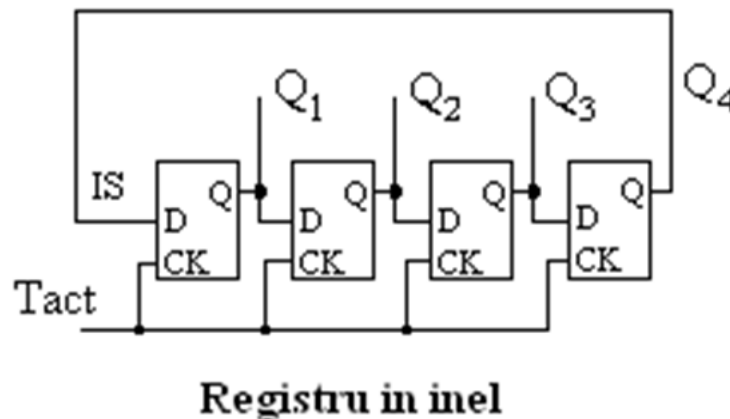 Q1 Q2 Q3 Q4
IS Q Q Q Q
D D D D
CK CK CK CK
Tact
Registru in inel